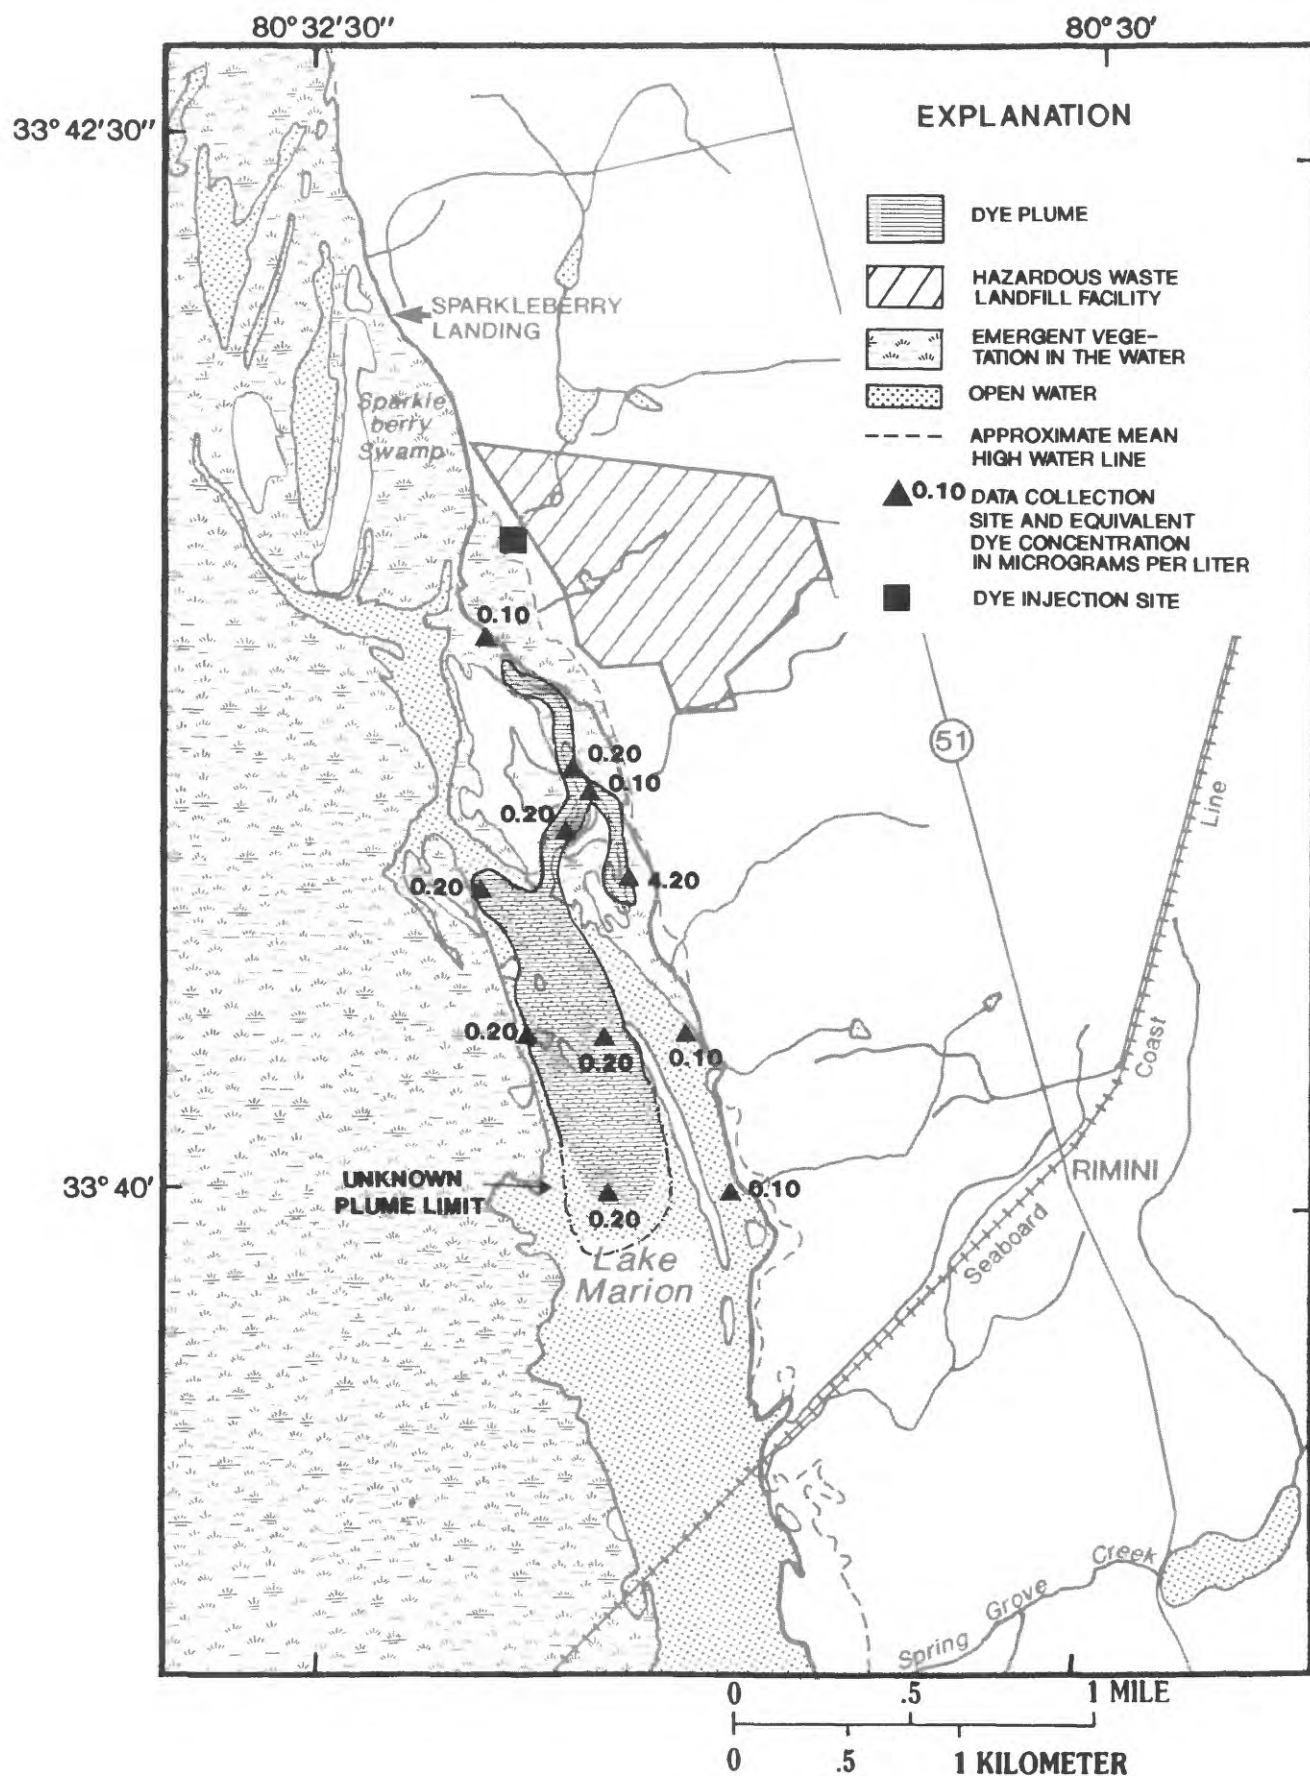 80°32'30"
80°30'
33°42'30"
EXPLANATION
DYE PLUME
HAZARDOUS WASTE
LANDFILL FACILITY
EMERGENT VEGE-
TATION IN THE WATER
OPEN WATER
APPROXIMATE MEAN
HIGH WATER LINE
0.10 DATA COLLECTION
SITE AND EQUIVALENT
DYE CONCENTRATION
IN MICROGRAMS PER LITER
DYE INJECTION SITE
SPARKLEBERRY
LANDING
Sparkle
berry
Swamp
0.10
0.20
0.10
0.20
4.20
0.20
0.20
0.20
0.10
51
Line
Coast
Seaboard
RIMINI
33°40'
UNKNOWN
PLUME LIMIT
0.20
0.10
Lake
Marion
Spring
Grove
Creek
0 .5 1 MILE
0 .5 1 KILOMETER